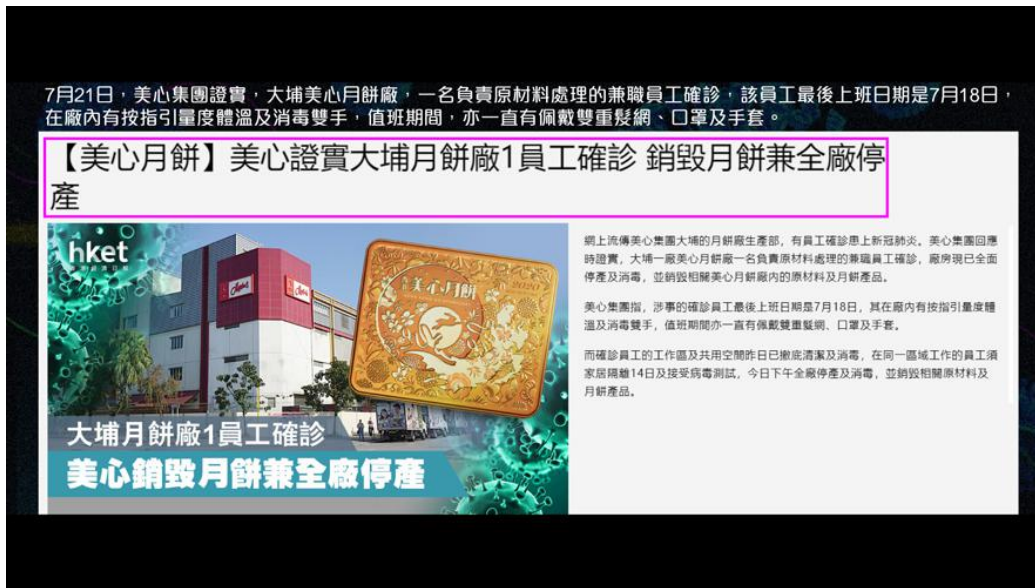 7月21日，美心集團證實，大埔美心月餅廠，一名負責原材料處理的兼職員工確診，該員工最後上班日期是7月18日，
在廠內有按指引量度體溫及消毒雙手，值班期間，亦一直有佩戴雙重髮網、口罩及手套。
【美心月餅】美心證實大埔月餅廠1員工確診 銷毀月餅兼全廠停
產
hket
美心月餅
2020
大埔月餅廠1員工確診
美心銷毀月餅兼全廠停產
網上流傳美心集團大埔的月餅廠生產部，有員工確診患上新冠肺炎。美心集團回應
時證實，大埔一廠美心月餅廠一名負責原材料處理的兼職員工確診，廠房現已全面
停產及消毒，並銷毀相關美心月餅廠內的原材料及月餅產品。
美心集團指，涉事的確診員工最後上班日期是7月18日，其在廠內有按指引量度體
溫及消毒雙手，值班期間亦一直有佩戴雙重髮網、口罩及手套。
而確診員工的工作區及共用空間昨日已撤底清潔及消毒，在同一區域工作的員工須
家居隔離14日及接受病毒測試，今日下午全廠停產及消毒，並銷毀相關原材料及
月餅產品。